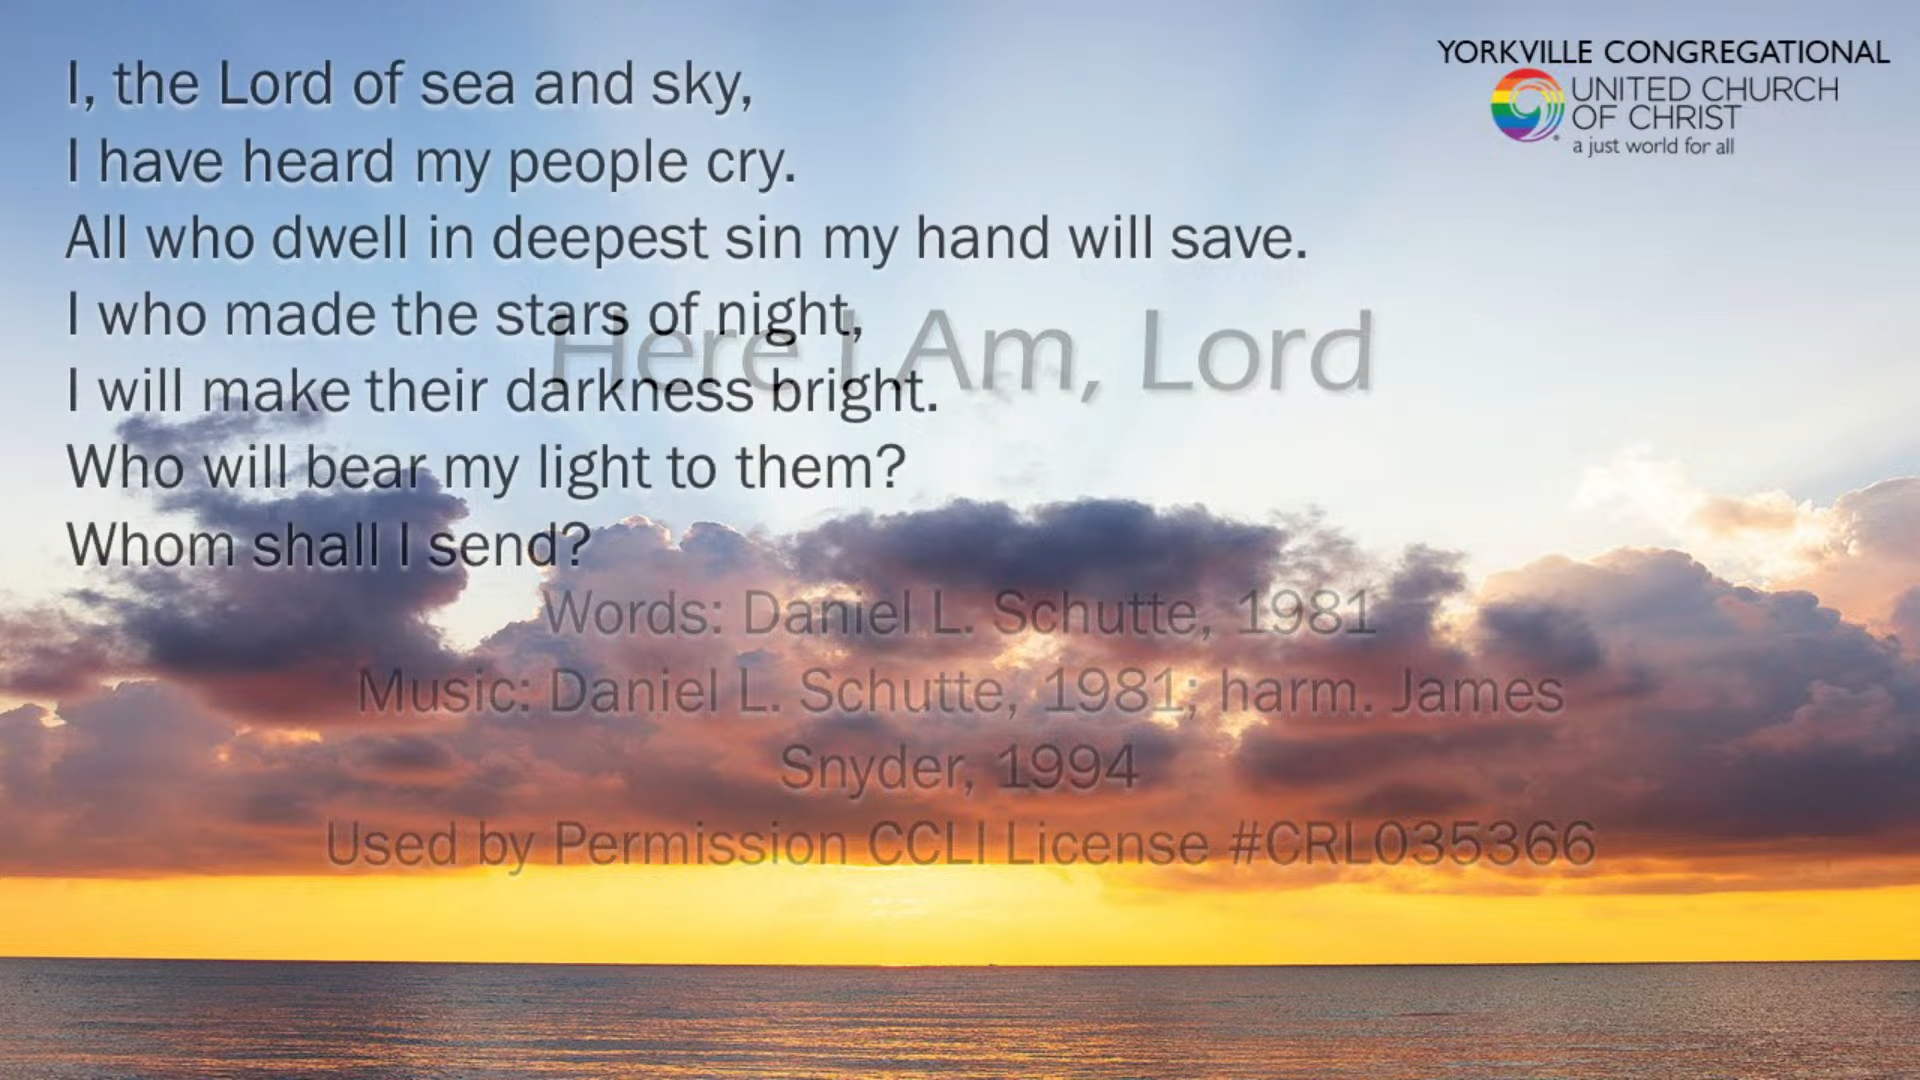 YORKVILLE CONGREGATIONAL
UNITED CHURCH
OF CHRIST
a just world for all
I, the Lord of sea and sky,
I have heard my people cry.
All who dwell in deepest sin my hand will save.
I who made the stars of night,
I will make their darkness bright.
Who will bear my light to them?
Whom shall I send?
Here I Am, Lord
Words: Daniel L. Schutte, 1981
Music: Daniel L. Schutte, 1981; harm. James
Snyder, 1994
Used by Permission CCLI License #CRL035366